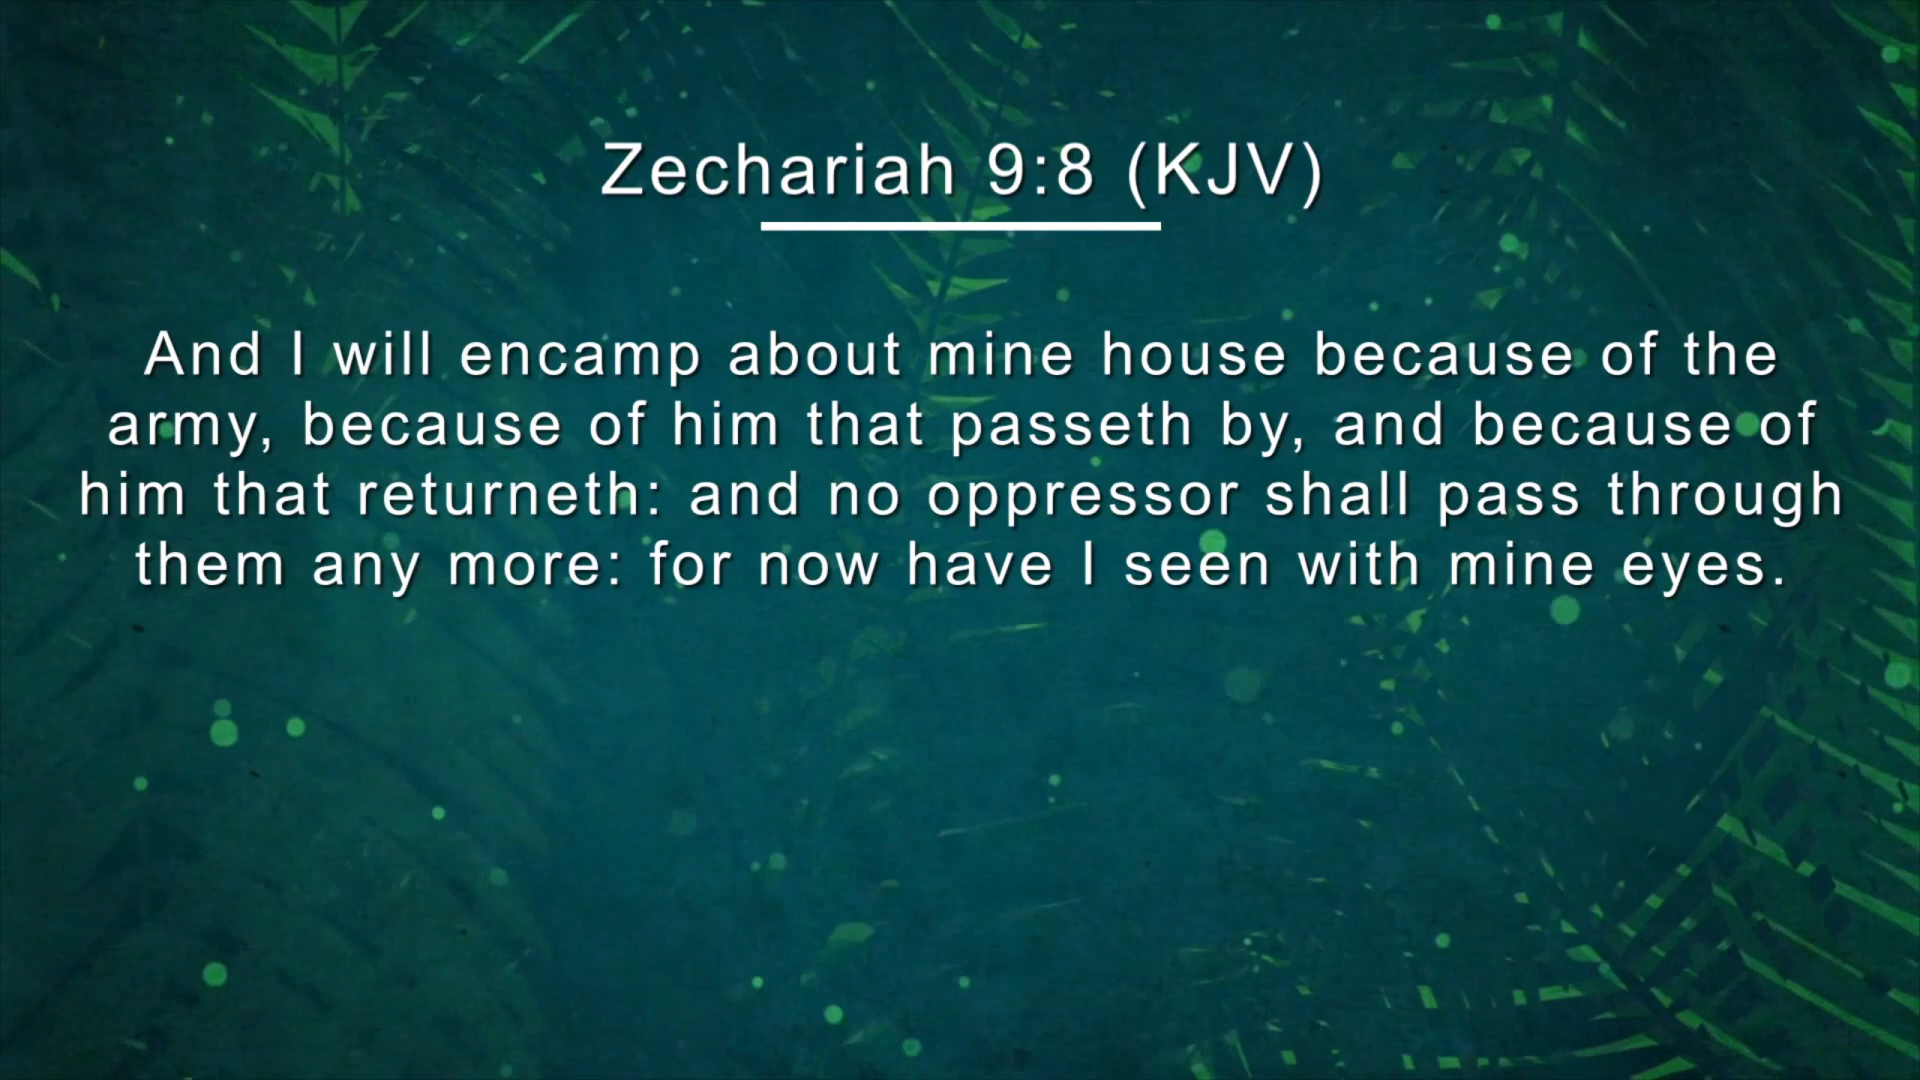 Zechariah 9:8 (KJV)
And I will encamp about mine house because of the
army, because of him that passeth by, and because of
him that returneth: and no oppressor shall pass through
them any more: for now have I seen with mine eyes.